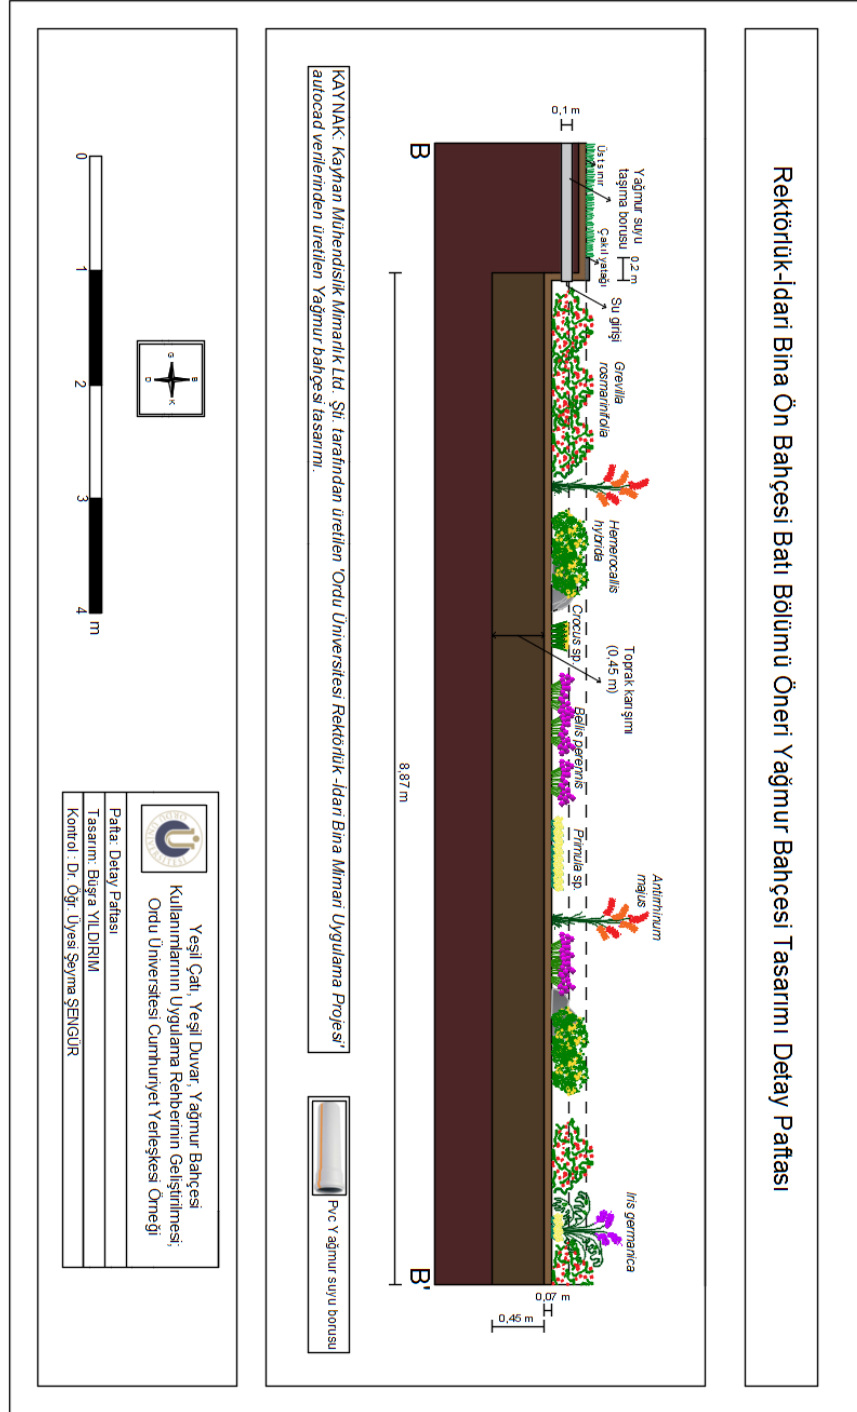 Rektörlük-İdari Bina Ön Bahçesi Batı Bölümü Öneri Yağmur Bahçesi Tasarımı Detay Paftası
0,1 m
Üst sınır
Yağmur suyu
taşıma borusu
0,2 m
Çakıl yatağı
Su girişi
Grevilla
rosmarinifolia
Hemerocallis
hybrida
Crocus sp.
Toprak karışımı
(0,45 m)
Bellis perennis
Primula sp.
Antirrhinum
majus
Iris germanica
B
B'
8,87 m
0,07 m
0,45 m
KAYNAK: Kayhan Mühendislik Mimarlık Ltd. Şti. tarafından üretilen 'Ordu Üniversitesi Rektörlük -İdari Bina Mimari Uygulama Projesi'
autocad verilerinden üretilen Yağmur bahçesi tasarımı.
Pvc Yağmur suyu borusu
0
1
2
3
4
m
G
B
D
K
Yeşil Çatı, Yeşil Duvar, Yağmur Bahçesi
Kullanımlarının Uygulama Rehberinin Geliştirilmesi;
Ordu Üniversitesi Cumhuriyet Yerleşkesi Örneği
Pafta: Detay Paftası
Tasarım: Büşra YILDIRIM
Kontrol : Dr. Öğr. Üyesi Şeyma ŞENGÜR